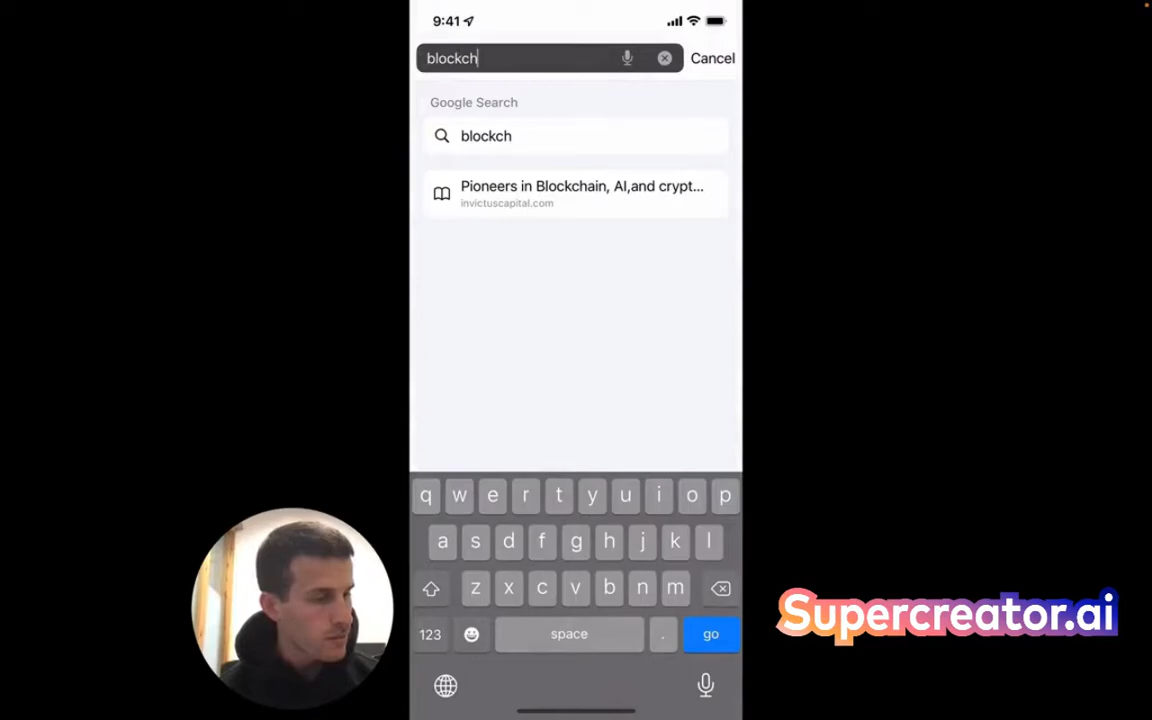 9:41
blockch
Cancel
Google Search
blockch
Pioneers in Blockchain, AI,and crypt...
invictuscapital.com
q w e r t y u i o p
a s d f g h j k l
z x c v b n m
123 space . go
Supercreator.ai